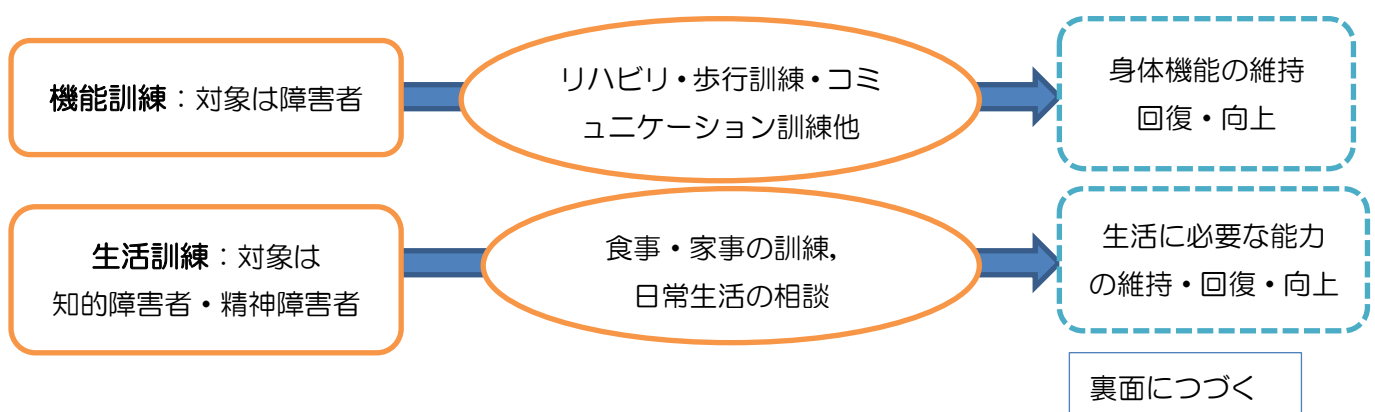 機能訓練：対象は障害者
リハビリ・歩行訓練・コミ
ュニケーション訓練他
身体機能の維持
回復・向上
生活訓練：対象は
知的障害者・精神障害者
食事・家事の訓練,
日常生活の相談
生活に必要な能力
の維持・回復・向上
裏面につづく